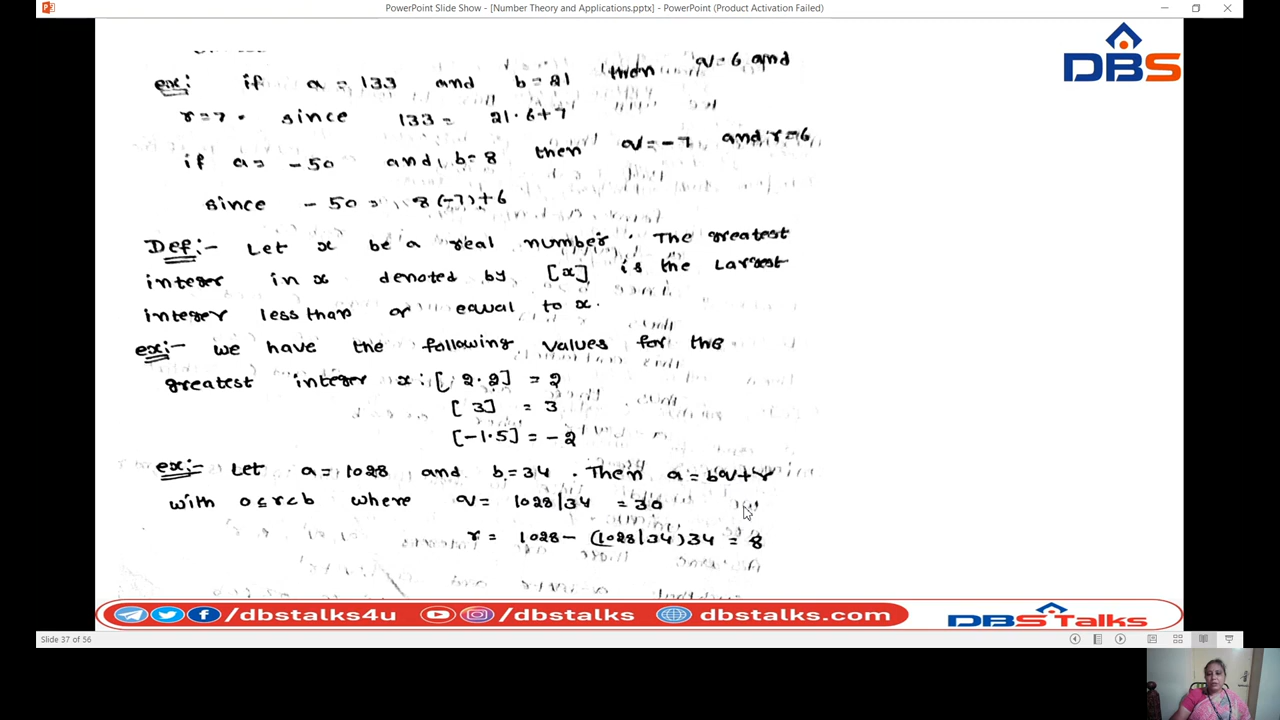 PowerPoint Slide Show - [Number Theory and Applications.pptx] - PowerPoint (Product Activation Failed)
DBS
ex: if a = 133 and b = 21 then q = 6 and
r = 7. since 133 = 21·6+7
if a = -50 and b = 8 then q = -7 and r = 6
since -50 = 8(-7)+6
Def:- Let x be a real number. The greatest
integer in x denoted by [x] is the Largest
integer less than or equal to x.
ex:- we have the following values for the
greatest integer x: [2.2] = 2
[3] = 3
[-1.5] = -2
ex:- Let a = 1028 and b = 34. Then a = bq+r
with 0≤r<b where q = 1028/34 = 30
r = 1028 - (1028/34)34 = 8
/dbstalks4u /dbstalks dbstalks.com
DBS Talks
Slide 37 of 56